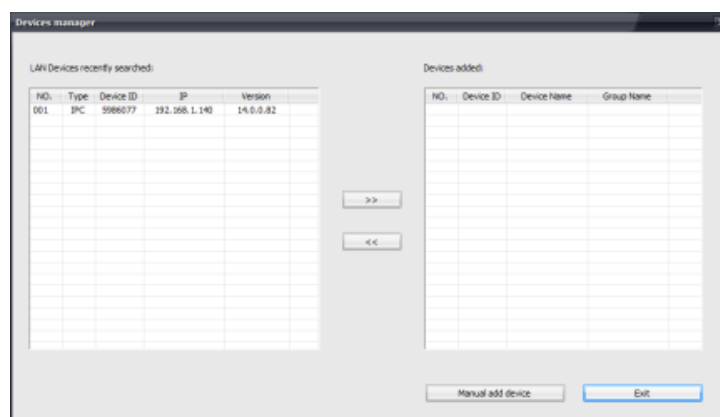 Devices manager
LAN Devices recently searched:
Devices added:
NO. Type Device ID IP Version
001 IPC 5986077 192.168.1.140 14.0.0.82
NO. Device ID Device Name Group Name
>>
<<
Manual add device
Exit